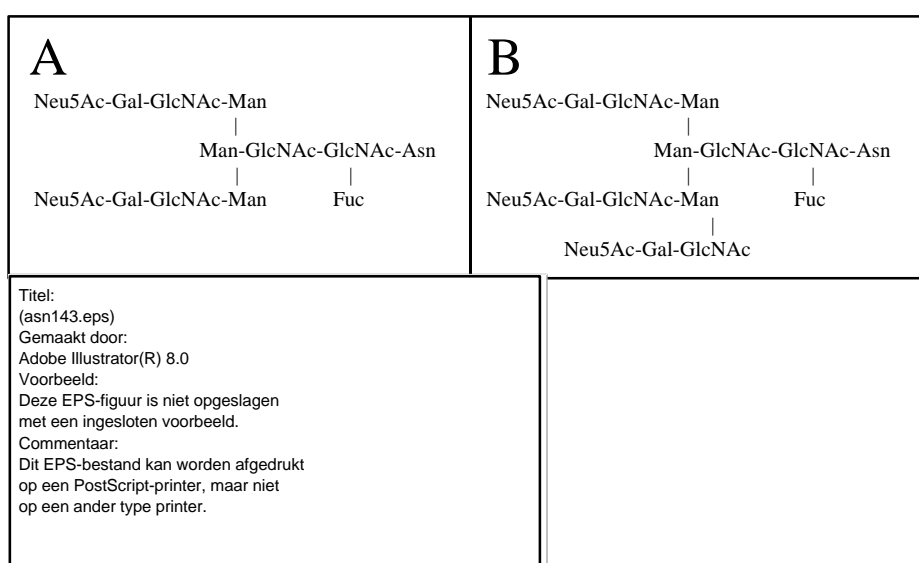 A
Neu5Ac-Gal-GlcNAc-Man
|
Man-GlcNAc-GlcNAc-Asn
| |
Neu5Ac-Gal-GlcNAc-Man Fuc
B
Neu5Ac-Gal-GlcNAc-Man
|
Man-GlcNAc-GlcNAc-Asn
| |
Neu5Ac-Gal-GlcNAc-Man Fuc
|
Neu5Ac-Gal-GlcNAc
Titel:
(asn143.eps)
Gemaakt door:
Adobe Illustrator(R) 8.0
Voorbeeld:
Deze EPS-figuur is niet opgeslagen
met een ingesloten voorbeeld.
Commentaar:
Dit EPS-bestand kan worden afgedrukt
op een PostScript-printer, maar niet
op een ander type printer.